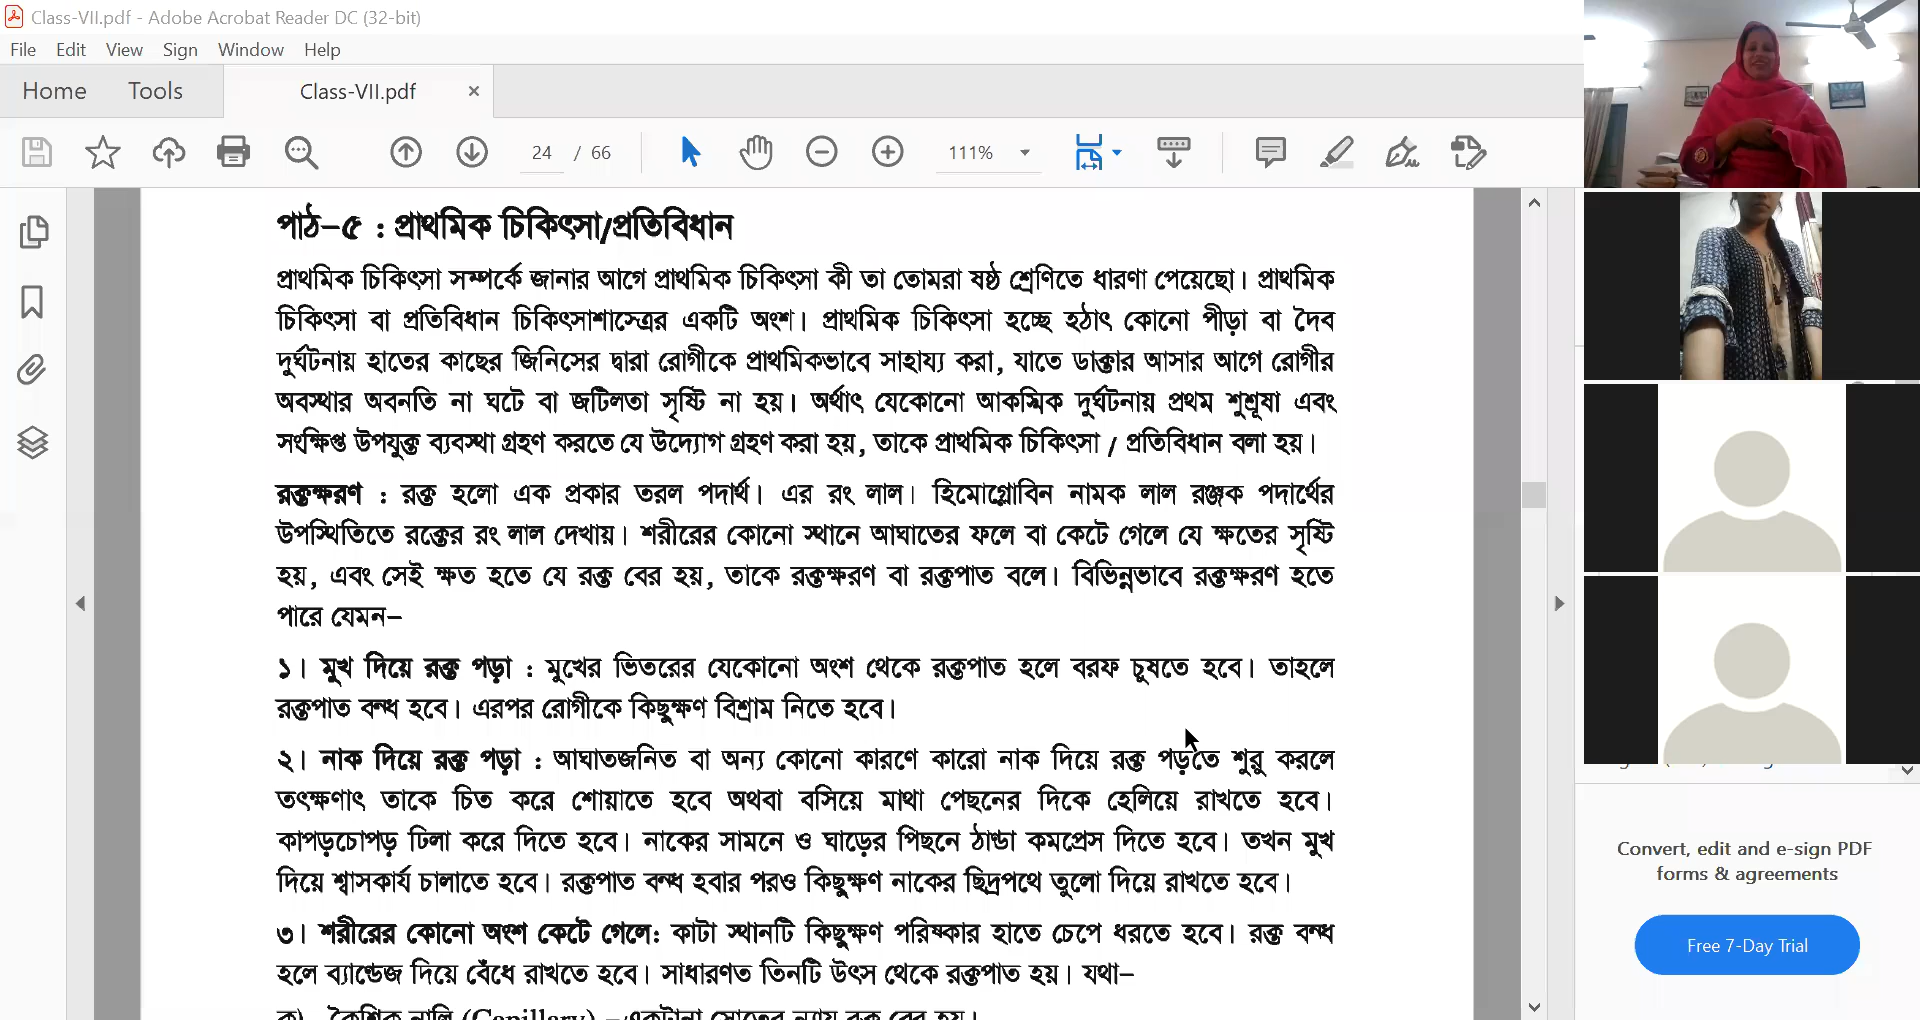 Class-VII.pdf - Adobe Acrobat Reader DC (32-bit)
File Edit View Sign Window Help
Home Tools Class-VII.pdf ×
24 / 66 111%
পাঠ–৫ : প্রাথমিক চিকিৎসা/প্রতিবিধান
প্রাথমিক চিকিৎসা সম্পর্কে জানার আগে প্রাথমিক চিকিৎসা কী তা তোমরা ষষ্ঠ শ্রেণিতে ধারণা পেয়েছো। প্রাথমিক
চিকিৎসা বা প্রতিবিধান চিকিৎসাশাস্ত্রের একটি অংশ। প্রাথমিক চিকিৎসা হচ্ছে হঠাৎ কোনো পীড়া বা দৈব
দুর্ঘটনায় হাতের কাছের জিনিসের দ্বারা রোগীকে প্রাথমিকভাবে সাহায্য করা, যাতে ডাক্তার আসার আগে রোগীর
অবস্থার অবনতি না ঘটে বা জটিলতা সৃষ্টি না হয়। অর্থাৎ যেকোনো আকস্মিক দুর্ঘটনায় প্রথম শুশ্রূষা এবং
সংক্ষিপ্ত উপযুক্ত ব্যবস্থা গ্রহণ করতে যে উদ্যোগ গ্রহণ করা হয়, তাকে প্রাথমিক চিকিৎসা / প্রতিবিধান বলা হয়।
রক্তক্ষরণ : রক্ত হলো এক প্রকার তরল পদার্থ। এর রং লাল। হিমোগ্লোবিন নামক লাল রঞ্জক পদার্থের
উপস্থিতিতে রক্তের রং লাল দেখায়। শরীরের কোনো স্থানে আঘাতের ফলে বা কেটে গেলে যে ক্ষতের সৃষ্টি
হয়, এবং সেই ক্ষত হতে যে রক্ত বের হয়, তাকে রক্তক্ষরণ বা রক্তপাত বলে। বিভিন্নভাবে রক্তক্ষরণ হতে
পারে যেমন–
১। মুখ দিয়ে রক্ত পড়া : মুখের ভিতরের যেকোনো অংশ থেকে রক্তপাত হলে বরফ চুষতে হবে। তাহলে
রক্তপাত বন্ধ হবে। এরপর রোগীকে কিছুক্ষণ বিশ্রাম নিতে হবে।
২। নাক দিয়ে রক্ত পড়া : আঘাতজনিত বা অন্য কোনো কারণে কারো নাক দিয়ে রক্ত পড়তে শুরু করলে
তৎক্ষণাৎ তাকে চিত করে শোয়াতে হবে অথবা বসিয়ে মাথা পেছনের দিকে হেলিয়ে রাখতে হবে।
কাপড়চোপড় ঢিলা করে দিতে হবে। নাকের সামনে ও ঘাড়ের পিছনে ঠাণ্ডা কমপ্রেস দিতে হবে। তখন মুখ
দিয়ে শ্বাসকার্য চালাতে হবে। রক্তপাত বন্ধ হবার পরও কিছুক্ষণ নাকের ছিদ্রপথে তুলো দিয়ে রাখতে হবে।
৩। শরীরের কোনো অংশ কেটে গেলে: কাটা স্থানটি কিছুক্ষণ পরিষ্কার হাতে চেপে ধরতে হবে। রক্ত বন্ধ
হলে ব্যান্ডেজ দিয়ে বেঁধে রাখতে হবে। সাধারণত তিনটি উৎস থেকে রক্তপাত হয়। যথা–
ক) কৈশিক নালি (Capillary) –একটানা স্রোতের ন্যায় রক্ত বের হয়।
Convert, edit and e-sign PDF
forms & agreements
Free 7-Day Trial